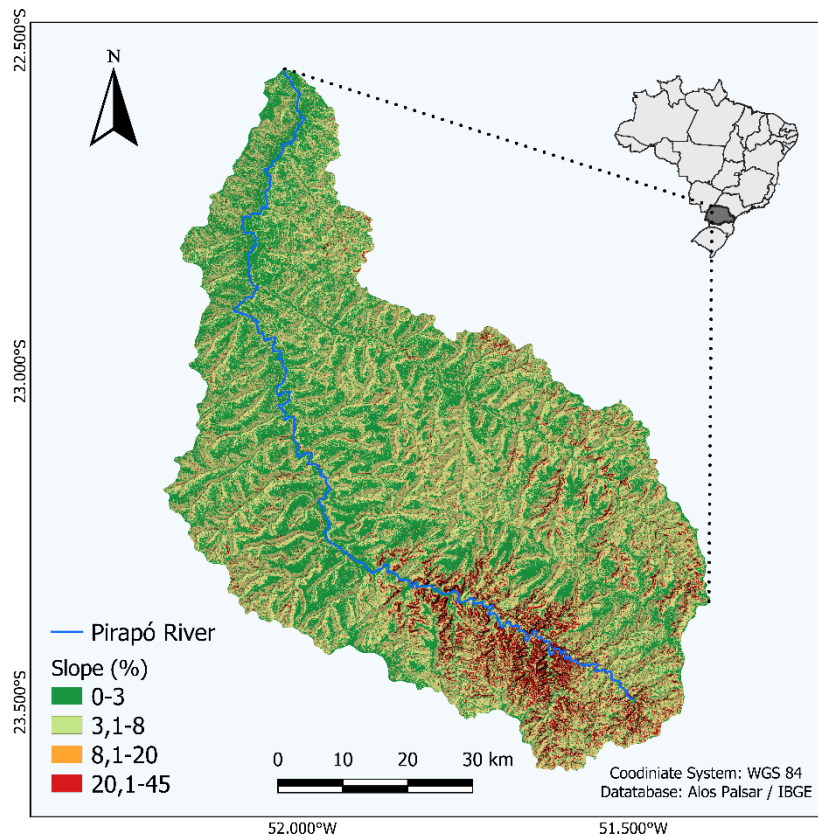 22.500°S
N
23.000°S
Pirapó River
Slope (%)
0-3
3,1-8
8,1-20
20,1-45
23.500°S
0 10 20 30 km
Coodiniate System: WGS 84
Datatabase: Alos Palsar / IBGE
52.000°W
51.500°W